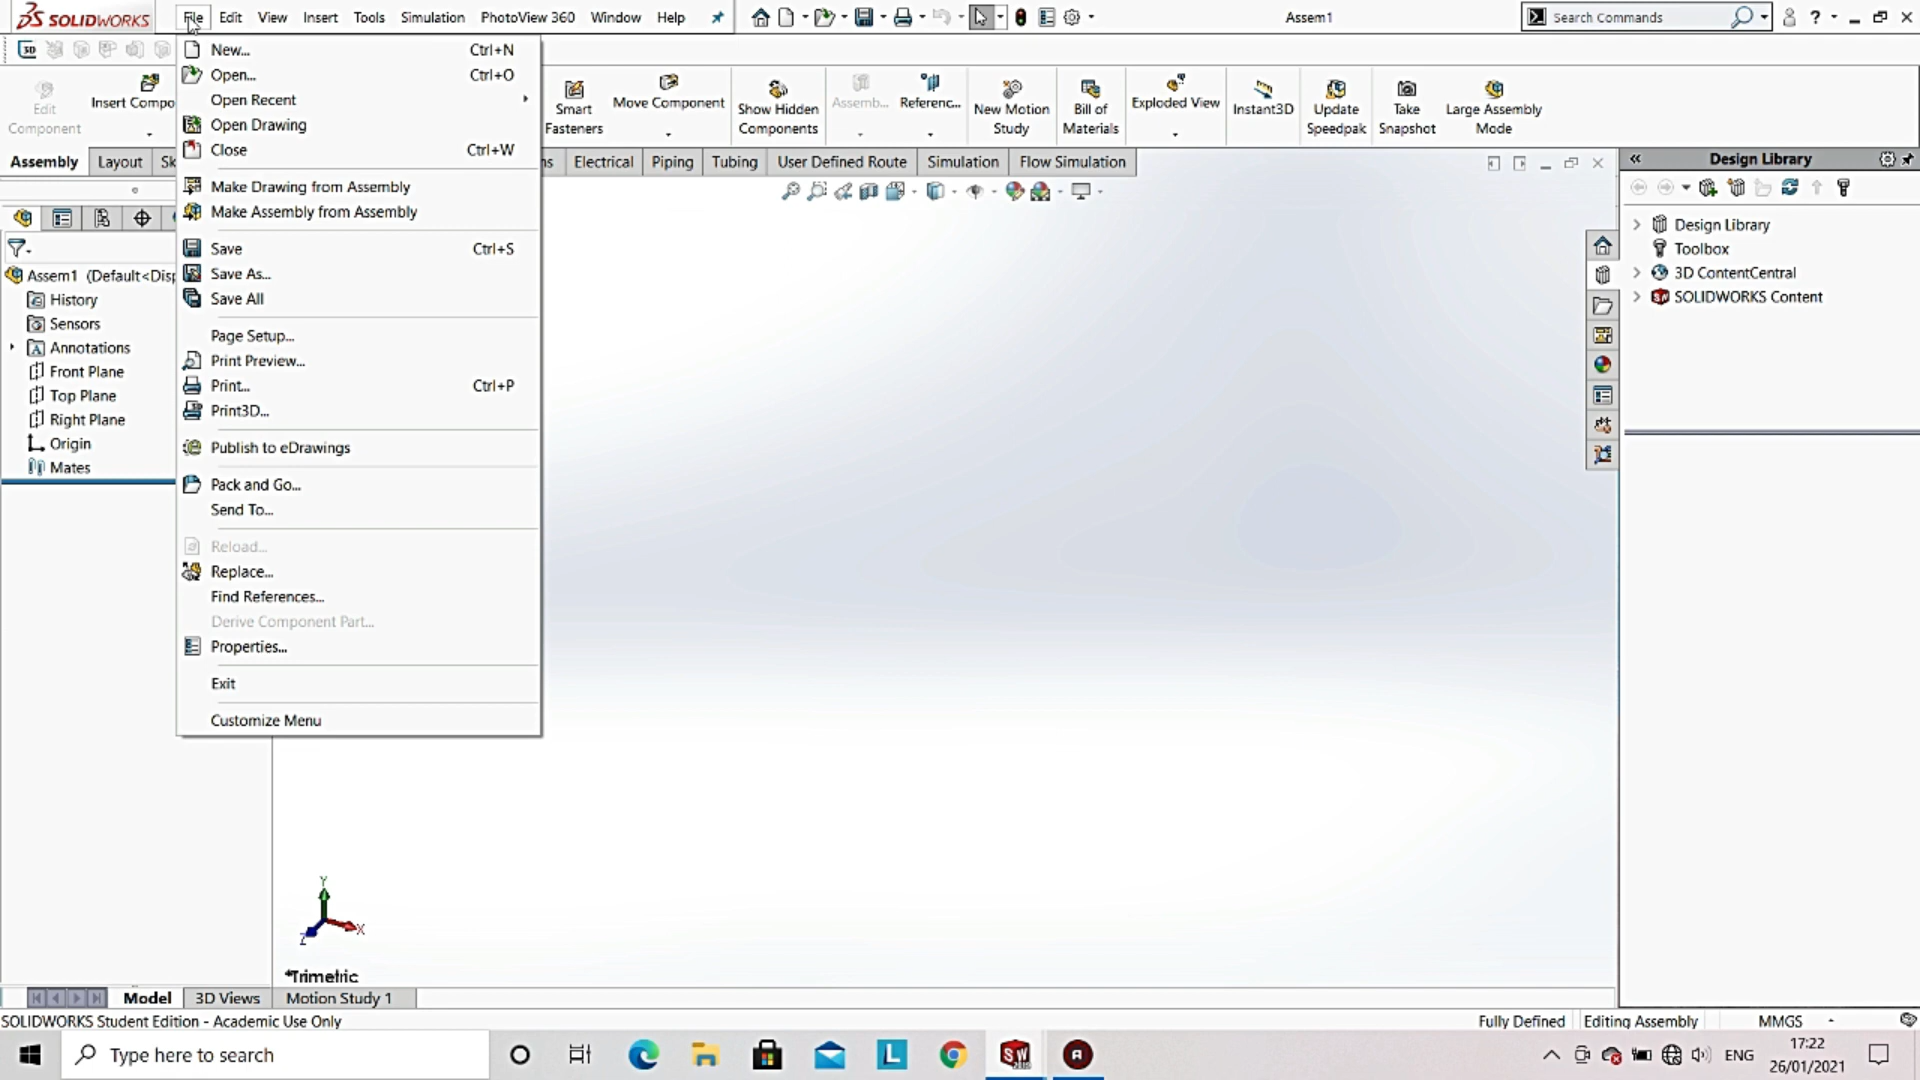 SOLIDWORKS File Edit View Insert Tools Simulation PhotoView 360 Window Help Assem1 Search Commands ?
3D
Edit Component
Insert Compo
Smart Fasteners
Move Component
Show Hidden Components
Assemb...
Referenc...
New Motion Study
Bill of Materials
Exploded View
Instant3D
Update Speedpak
Take Snapshot
Large Assembly Mode
Assembly Layout Sk ns Electrical Piping Tubing User Defined Route Simulation Flow Simulation
New... Ctrl+N
Open... Ctrl+O
Open Recent
Open Drawing
Close Ctrl+W
Make Drawing from Assembly
Make Assembly from Assembly
Save Ctrl+S
Save As...
Save All
Page Setup...
Print Preview...
Print... Ctrl+P
Print3D...
Publish to eDrawings
Pack and Go...
Send To...
Reload...
Replace...
Find References...
Derive Component Part...
Properties...
Exit
Customize Menu
Assem1 (Default<Disp
History
Sensors
A Annotations
Front Plane
Top Plane
Right Plane
Origin
Mates
Design Library
Design Library
Toolbox
3D ContentCentral
SOLIDWORKS Content
Y
X
Z
*Trimetric
Model 3D Views Motion Study 1
SOLIDWORKS Student Edition - Academic Use Only Fully Defined Editing Assembly MMGS -
Type here to search L SW ENG
17:22
26/01/2021